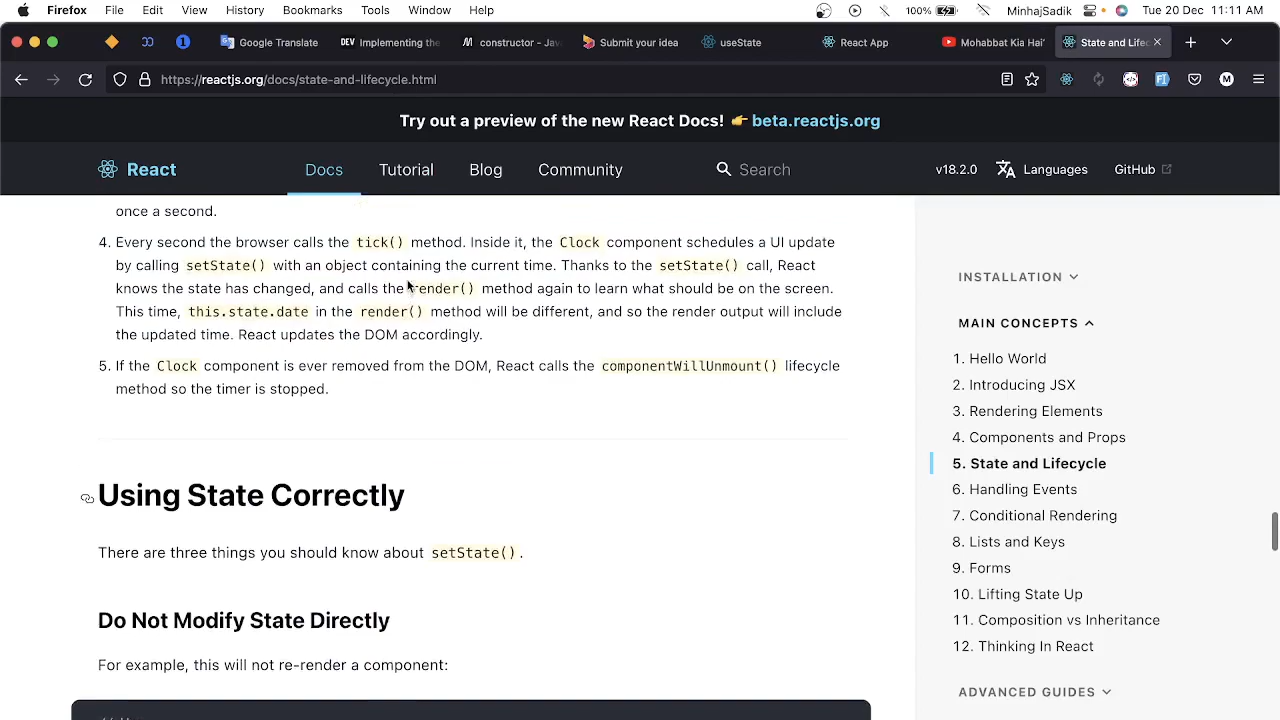 Firefox File Edit View History Bookmarks Tools Window Help 100% MinhajSadik Tue 20 Dec 11:11 AM
Google Translate DEV Implementing the constructor - Jav Submit your idea useState React App Mohabbat Kia Hai' State and Lifec
https://reactjs.org/docs/state-and-lifecycle.html
Try out a preview of the new React Docs! 👉 beta.reactjs.org
React Docs Tutorial Blog Community Search v18.2.0 Languages GitHub
once a second.
4. Every second the browser calls the tick() method. Inside it, the Clock component schedules a UI update
by calling setState() with an object containing the current time. Thanks to the setState() call, React
knows the state has changed, and calls the render() method again to learn what should be on the screen.
This time, this.state.date in the render() method will be different, and so the render output will include
the updated time. React updates the DOM accordingly.
5. If the Clock component is ever removed from the DOM, React calls the componentWillUnmount() lifecycle
method so the timer is stopped.
Using State Correctly
There are three things you should know about setState().
Do Not Modify State Directly
For example, this will not re-render a component:
INSTALLATION
MAIN CONCEPTS
1. Hello World
2. Introducing JSX
3. Rendering Elements
4. Components and Props
5. State and Lifecycle
6. Handling Events
7. Conditional Rendering
8. Lists and Keys
9. Forms
10. Lifting State Up
11. Composition vs Inheritance
12. Thinking In React
ADVANCED GUIDES